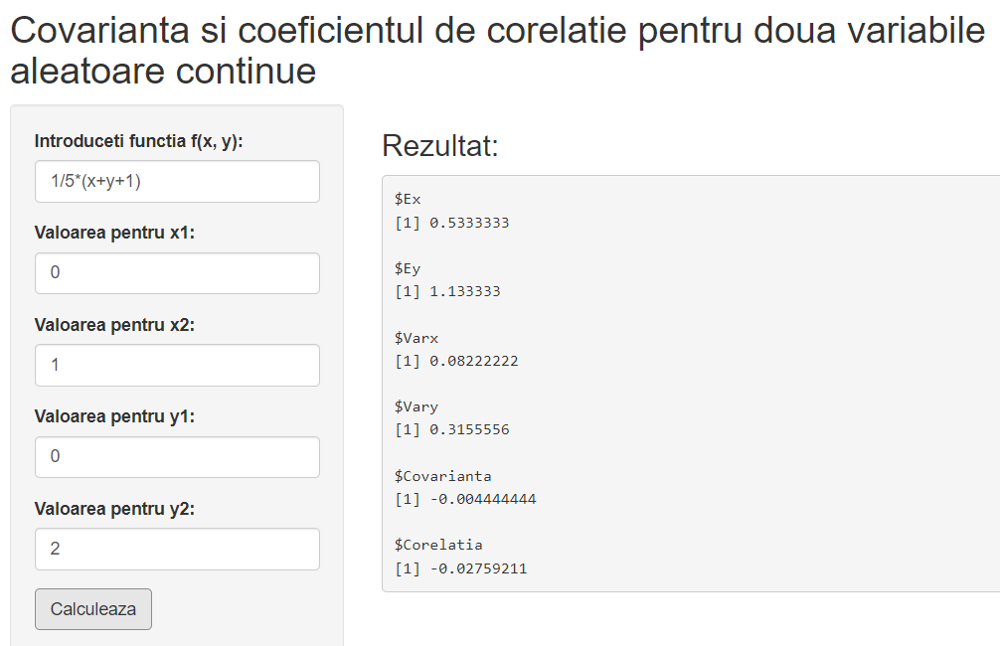 Covarianta si coeficientul de corelatie pentru doua variabile
aleatoare continue
Introduceti functia f(x, y):
1/5*(x+y+1)
Valoarea pentru x1:
0
Valoarea pentru x2:
1
Valoarea pentru y1:
0
Valoarea pentru y2:
2
Calculeaza
Rezultat:
$Ex
[1] 0.5333333
$Ey
[1] 1.133333
$Varx
[1] 0.08222222
$Vary
[1] 0.3155556
$Covarianta
[1] -0.004444444
$Corelatia
[1] -0.02759211